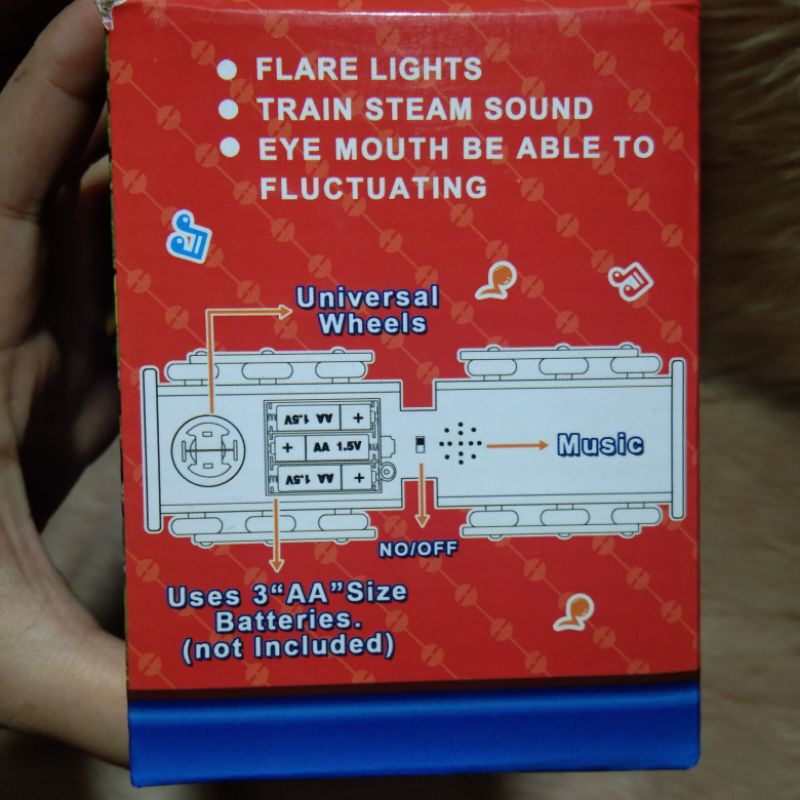 FLARE LIGHTS
TRAIN STEAM SOUND
EYE MOUTH BE ABLE TO
FLUCTUATING
Universal
Wheels
AA 1.5V
+
+
AA 1.5V
AA 1.5V
+
Music
NO/OFF
Uses 3“AA”Size
Batteries.
(not Included)